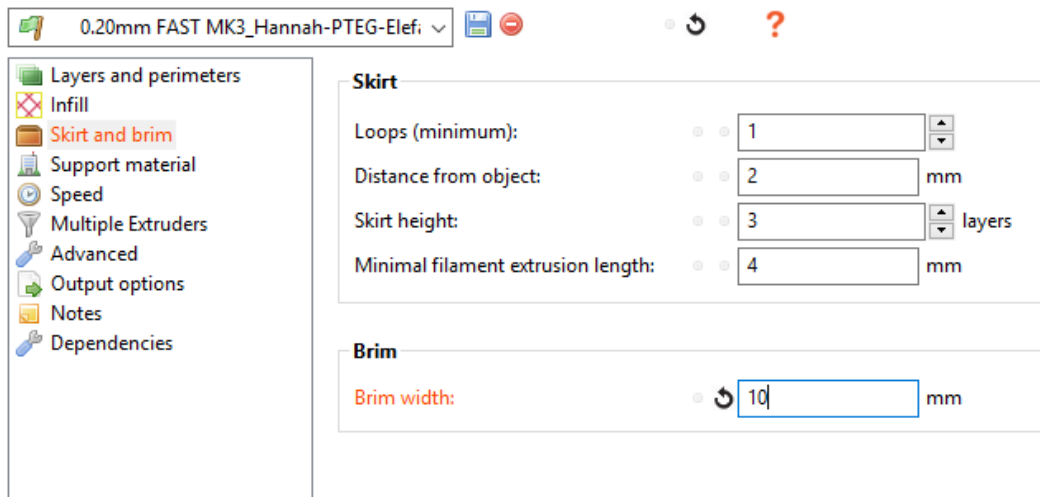 0.20mm FAST MK3_Hannah-PTEG-Elefa
?
Layers and perimeters
Infill
Skirt and brim
Support material
Speed
Multiple Extruders
Advanced
Output options
Notes
Dependencies
Skirt
Loops (minimum): 1
Distance from object: 2 mm
Skirt height: 3 layers
Minimal filament extrusion length: 4 mm
Brim
Brim width: 10 mm